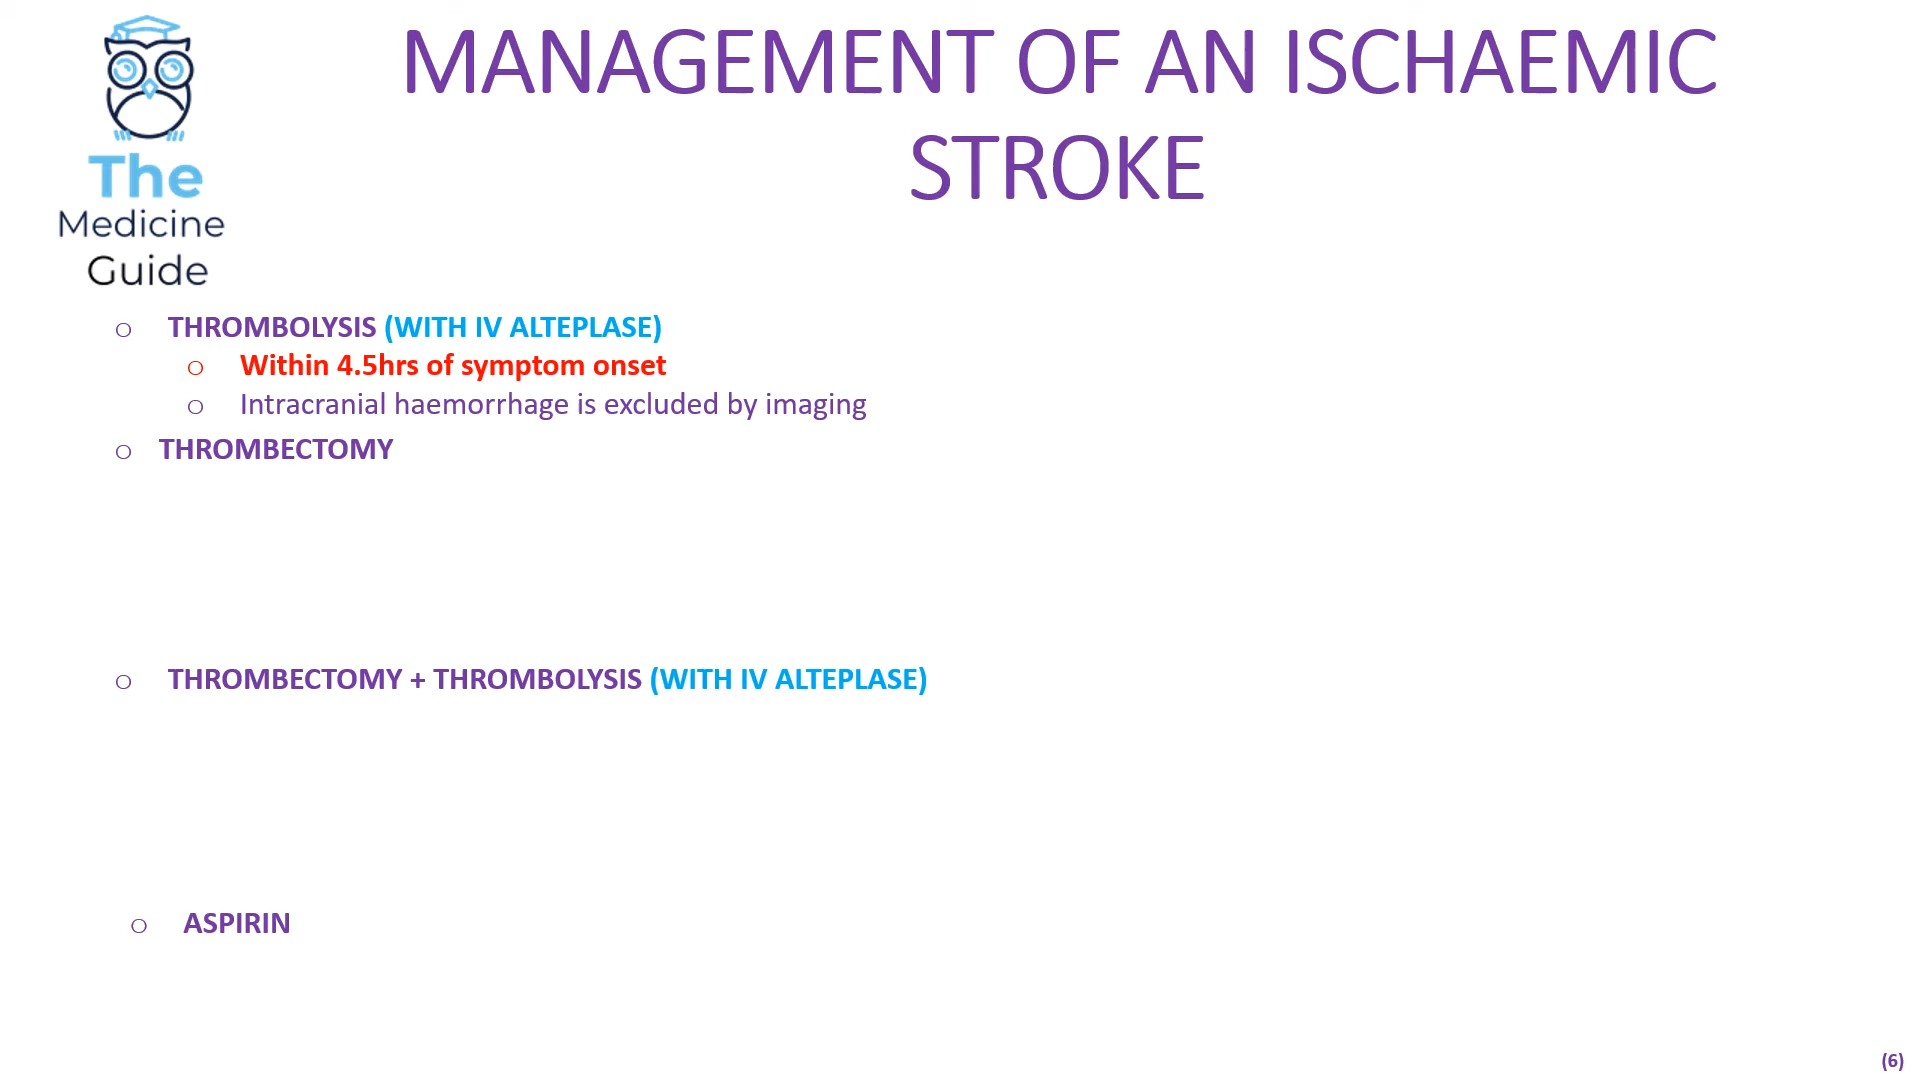 The
Medicine
Guide
MANAGEMENT OF AN ISCHAEMIC
STROKE
o THROMBOLYSIS (WITH IV ALTEPLASE)
o Within 4.5hrs of symptom onset
o Intracranial haemorrhage is excluded by imaging
o THROMBECTOMY
o THROMBECTOMY + THROMBOLYSIS (WITH IV ALTEPLASE)
o ASPIRIN
(6)